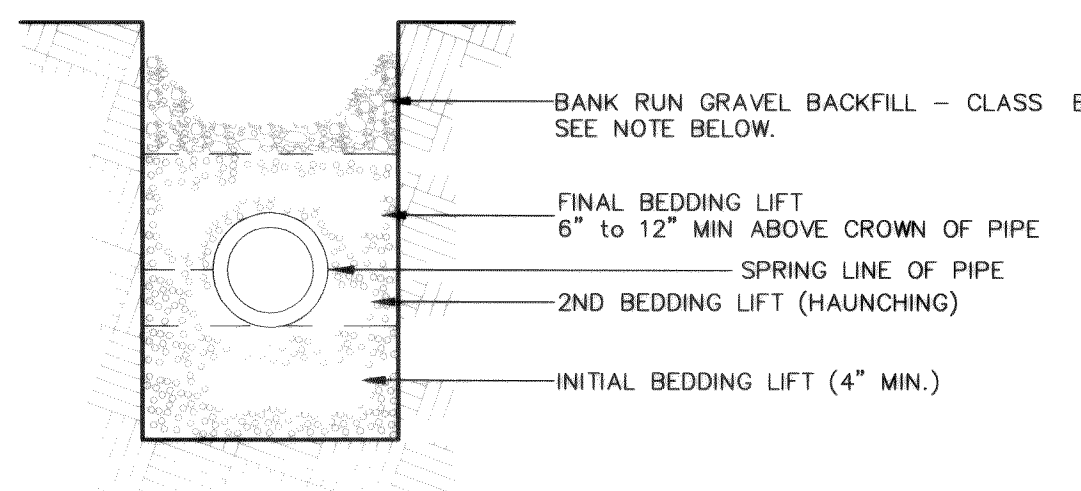 BANK RUN GRAVEL BACKFILL – CLASS
SEE NOTE BELOW.
FINAL BEDDING LIFT
6” to 12” MIN ABOVE CROWN OF PIPE
SPRING LINE OF PIPE
2ND BEDDING LIFT (HAUNCHING)
INITIAL BEDDING LIFT (4” MIN.)